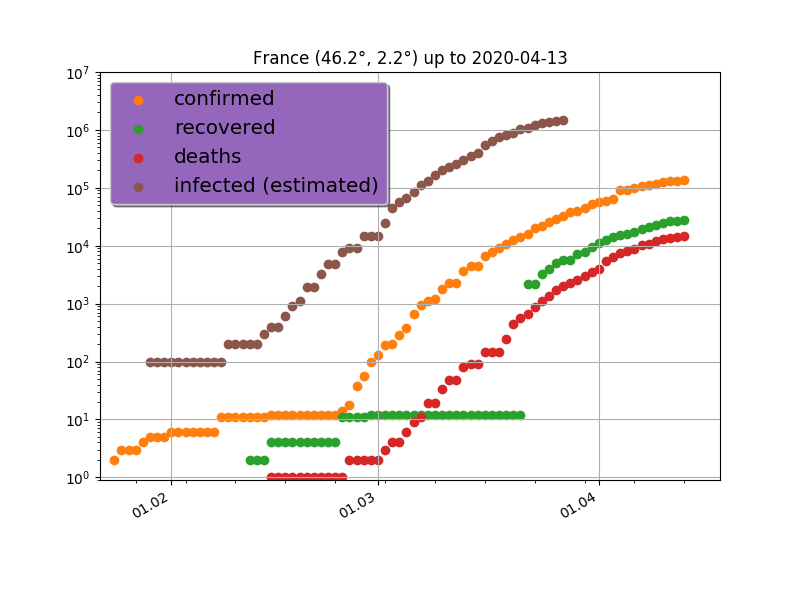 France (46.2°, 2.2°) up to 2020-04-13
10⁷
10⁶
10⁵
10⁴
10³
10²
10¹
10⁰
confirmed
recovered
deaths
infected (estimated)
01.02
01.03
01.04